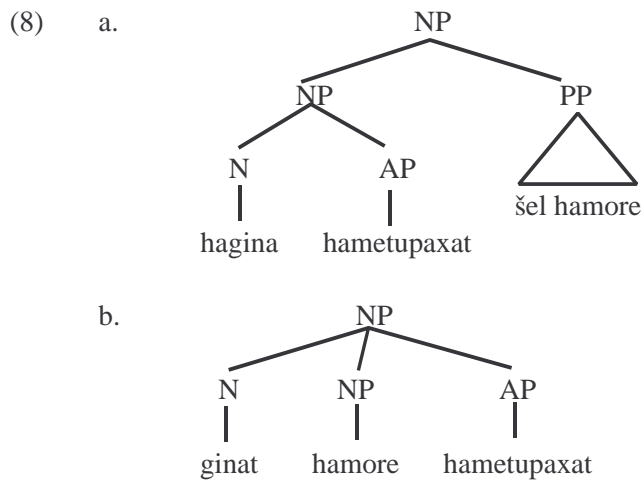 (8) a. NP
NP PP
N AP
šel hamore
hagina hametupaxat
b. NP
N NP AP
ginat hamore hametupaxat